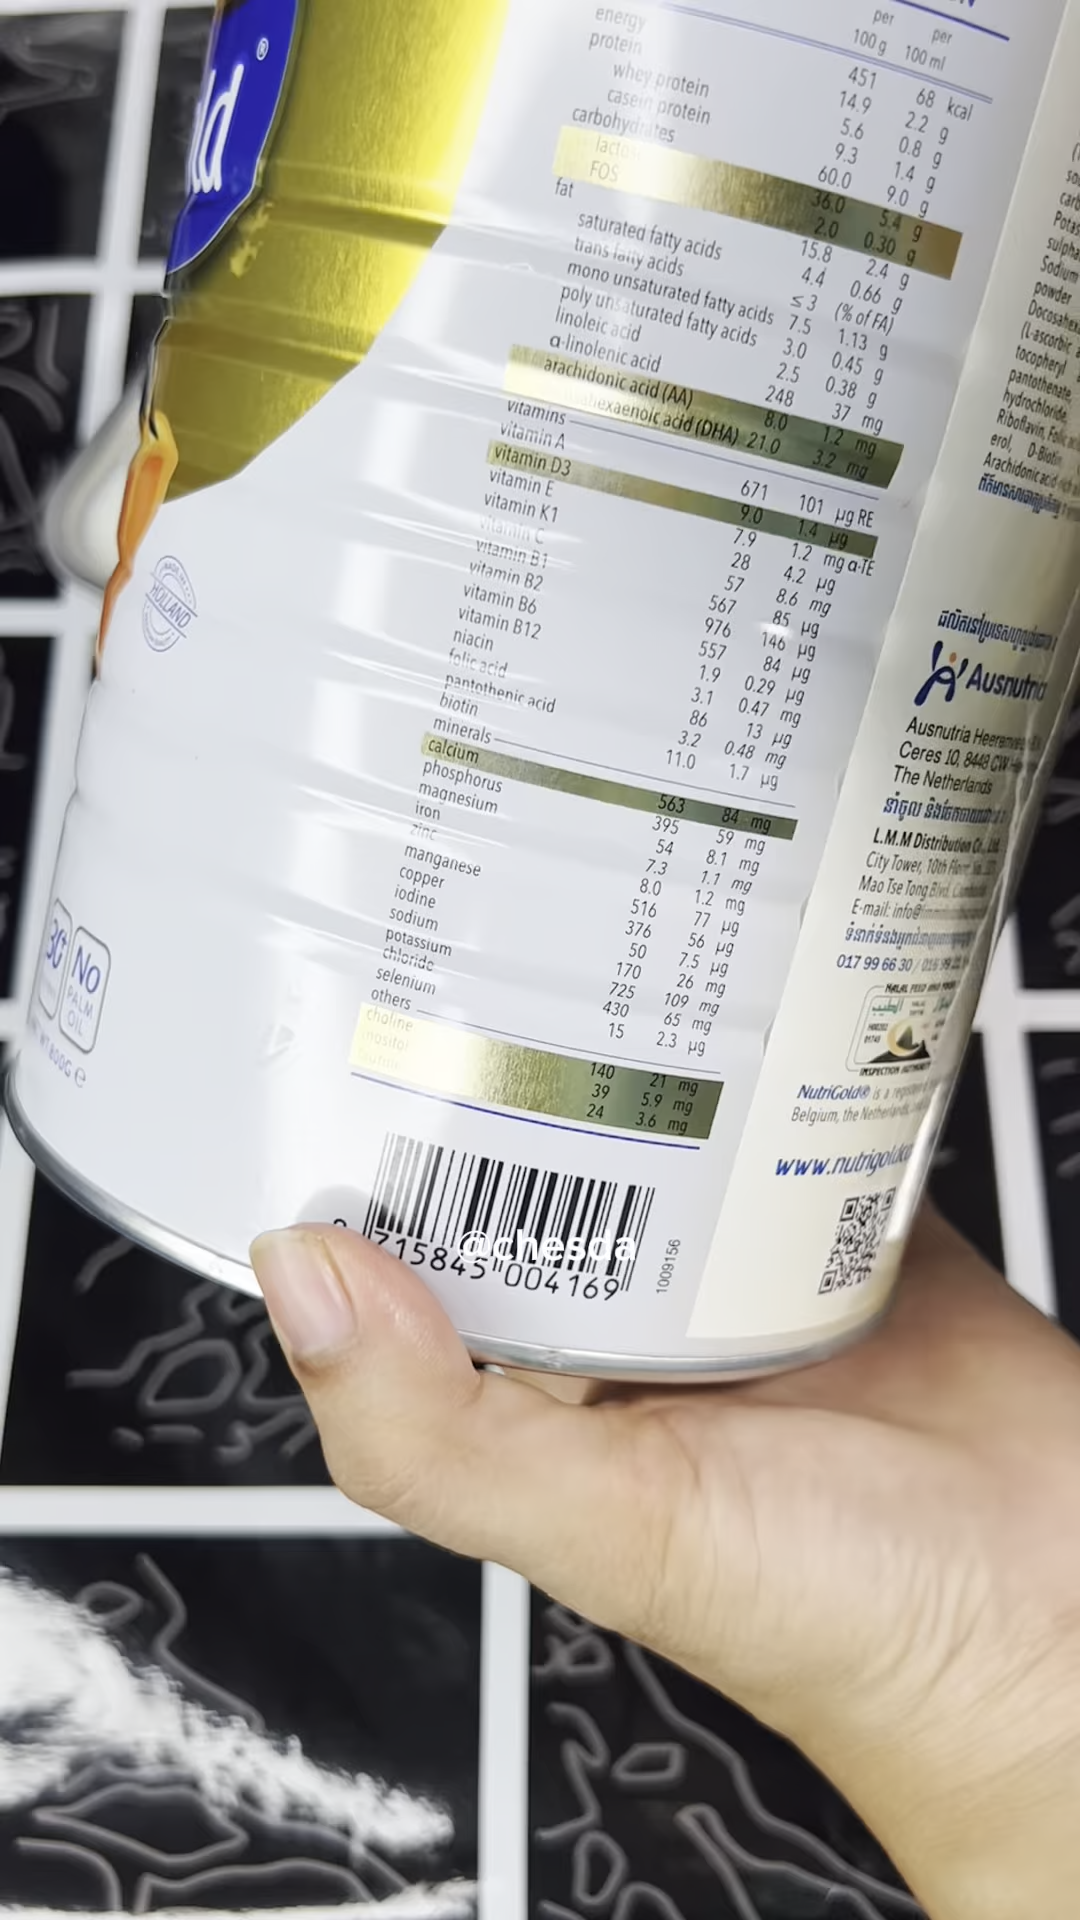 ld®
per per
100 g 100 ml
energy 451 68 kcal
protein 14.9 2.2 g
whey protein 5.6 0.8 g
casein protein 9.3 1.4 g
carbohydrates 60.0 9.0 g
36.0 5.4 g
FOS 2.0 0.30 g
fat 15.8 2.4 g
saturated fatty acids 4.4 0.66 g
trans fatty acids ≤3 (% of FA)
mono unsaturated fatty acids 7.5 1.13 g
poly unsaturated fatty acids 3.0 0.45 g
linoleic acid 2.5 0.38 g
α-linolenic acid 248 37 mg
arachidonic acid (AA) 8.0 1.2 mg
(DHA) 21.0 3.2 mg
vitamins
vitamin A 671 101 µg RE
vitamin D3 9.0 1.4 µg
vitamin E 7.9 1.2 mg α-TE
vitamin K1 28 4.2 µg
vitamin C 57 8.6 mg
vitamin B1 567 85 µg
vitamin B2 976 146 µg
vitamin B6 557 84 µg
vitamin B12 1.9 0.29 µg
niacin 3.1 0.47 mg
folic acid 86 13 µg
pantothenic acid 3.2 0.48 mg
biotin 11.0 1.7 µg
minerals
calcium 563 84 mg
phosphorus 395 59 mg
magnesium 54 8.1 mg
iron 7.3 1.1 mg
zinc 8.0 1.2 mg
manganese 516 77 µg
copper 376 56 µg
iodine 50 7.5 µg
sodium 170 26 mg
potassium 725 109 mg
chloride 430 65 mg
selenium 15 2.3 µg
others
choline 140 21 mg
inositol 39 5.9 mg
24 3.6 mg
715845 004169
1009156
@chesda
HOLLAND
NO
PALM
OIL
800G e
Sodium
powder
(L-ascorbic
tocopheryl
pantothenate,
hydrochloride,
Riboflavin,
D-Biotin
Arachidonic acid
Ausnutria
Ausnutria
Ceres 10, 8448 CW
The Netherlands
L.M.M Distribution Co., Ltd.
City Tower, 10th
Mao Tse Tong Blvd.
E-mail:
017 99 66 30 /
INSPECTION
NutriGold® is a
Belgium, the Netherlands,